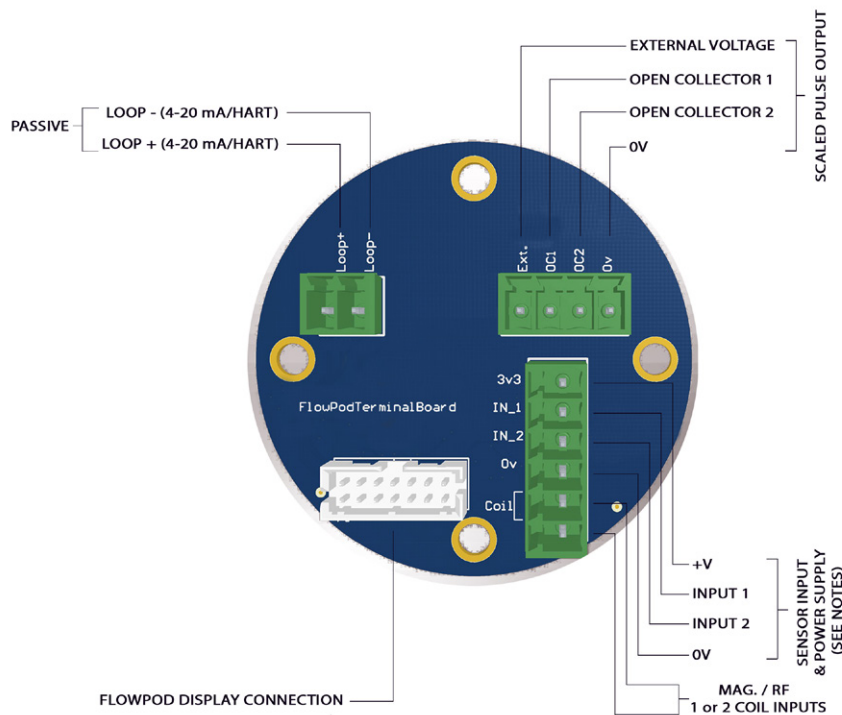 EXTERNAL VOLTAGE
OPEN COLLECTOR 1
OPEN COLLECTOR 2
0V
SCALED PULSE OUTPUT
PASSIVE
LOOP - (4-20 mA/HART)
LOOP + (4-20 mA/HART)
Loop+
Loop-
Ext.
OC1
OC2
0v
3v3
IN_1
IN_2
0v
Coil
FlowPodTerminalBoard
+V
INPUT 1
INPUT 2
0V
SENSOR INPUT
& POWER SUPPLY
(SEE NOTES)
MAG. / RF
1 or 2 COIL INPUTS
FLOWPOD DISPLAY CONNECTION